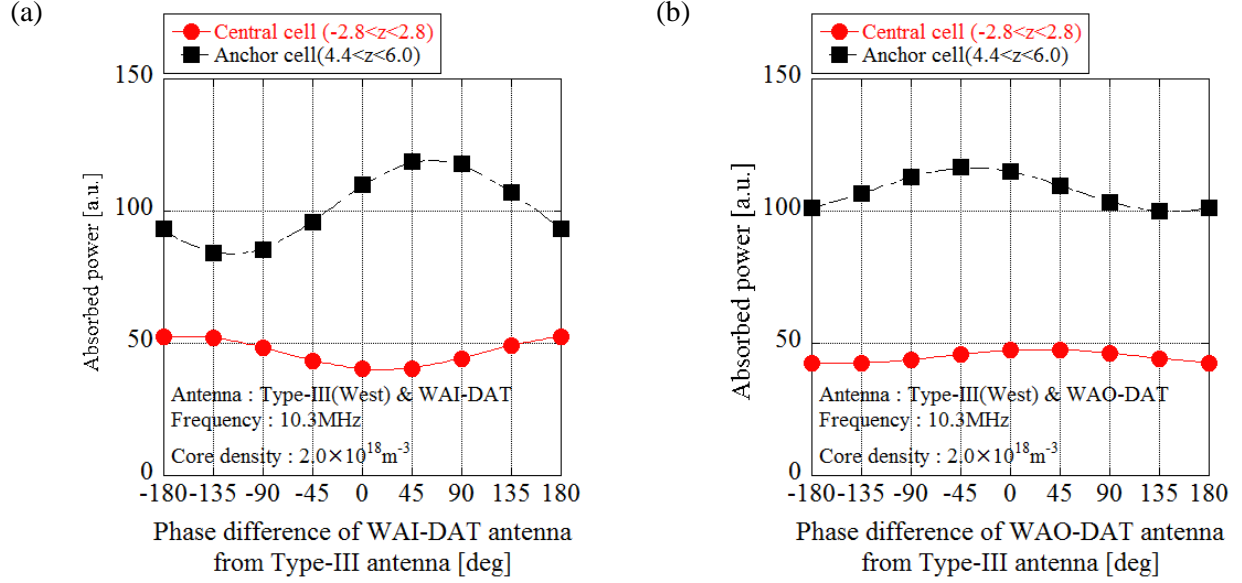 (a)
Central cell (-2.8<z<2.8)
Anchor cell(4.4<z<6.0)
150
100
50
0
Absorbed power [a.u.]
Antenna : Type-III(West) & WAI-DAT
Frequency : 10.3MHz
Core density : 2.0×10¹⁸m⁻³
-180 -135 -90 -45 0 45 90 135 180
Phase difference of WAI-DAT antenna
from Type-III antenna [deg]
(b)
Central cell (-2.8<z<2.8)
Anchor cell(4.4<z<6.0)
150
100
50
0
Absorbed power [a.u.]
Antenna : Type-III(West) & WAO-DAT
Frequency : 10.3MHz
Core density : 2.0×10¹⁸m⁻³
-180 -135 -90 -45 0 45 90 135 180
Phase difference of WAO-DAT antenna
from Type-III antenna [deg]